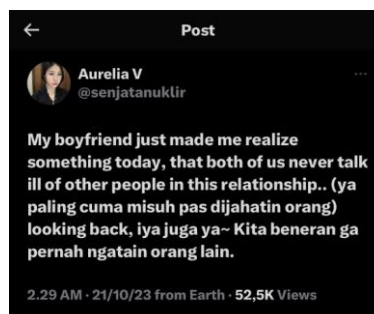 Post
Aurelia V
@senjatanuklir
My boyfriend just made me realize
something today, that both of us never talk
ill of other people in this relationship.. (ya
paling cuma misuh pas dijahatin orang)
looking back, iya juga ya~ Kita beneran ga
pernah ngatain orang lain.
2.29 AM · 21/10/23 from Earth · 52,5K Views